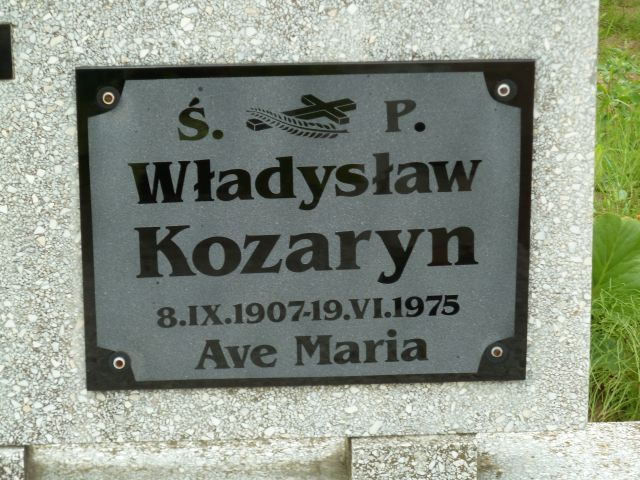 Ś. P.
Władysław
Kozaryn
8.IX.1907-19.VI.1975
Ave Maria